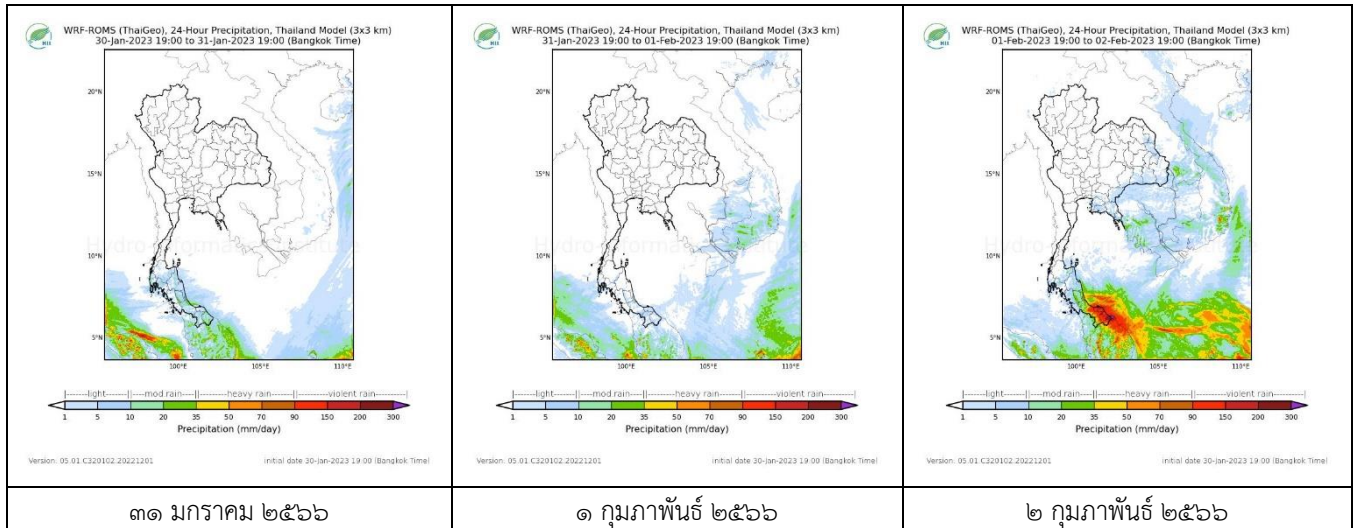 WRF-ROMS (ThaiGeo), 24-Hour Precipitation, Thailand Model (3x3 km)
30-Jan-2023 19:00 to 31-Jan-2023 19:00 (Bangkok Time)
20°N
15°N
10°N
5°N
100°E 105°E 110°E
Hydro-Informatics Institute
light mod.rain heavy rain violent rain
1 5 10 20 35 50 70 90 150 200 300
Precipitation (mm/day)
Version: 05.01.C320102.20221201 initial date 30-Jan-2023 19:00 (Bangkok Time)
๓๑ มกราคม ๒๕๖๖
WRF-ROMS (ThaiGeo), 24-Hour Precipitation, Thailand Model (3x3 km)
31-Jan-2023 19:00 to 01-Feb-2023 19:00 (Bangkok Time)
20°N
15°N
10°N
5°N
100°E 105°E 110°E
Hydro-Informatics Institute
light mod.rain heavy rain violent rain
1 5 10 20 35 50 70 90 150 200 300
Precipitation (mm/day)
Version: 05.01.C320102.20221201 initial date 30-Jan-2023 19:00 (Bangkok Time)
๑ กุมภาพันธ์ ๒๕๖๖
WRF-ROMS (ThaiGeo), 24-Hour Precipitation, Thailand Model (3x3 km)
01-Feb-2023 19:00 to 02-Feb-2023 19:00 (Bangkok Time)
20°N
15°N
10°N
5°N
100°E 105°E 110°E
Hydro-Informatics Institute
light mod.rain heavy rain violent rain
1 5 10 20 35 50 70 90 150 200 300
Precipitation (mm/day)
Version: 05.01.C320102.20221201 initial date 30-Jan-2023 19:00 (Bangkok Time)
๒ กุมภาพันธ์ ๒๕๖๖